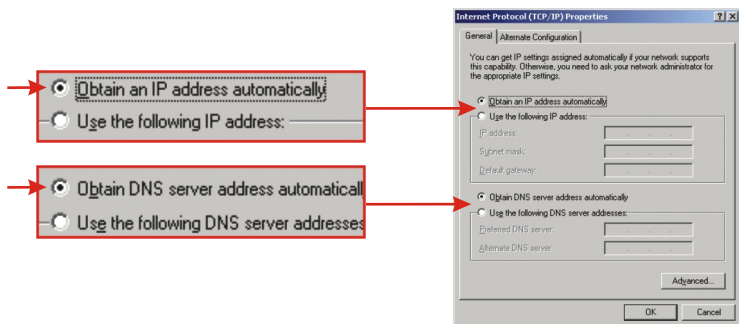 Obtain an IP address automatically
Use the following IP address:
Obtain DNS server address automaticall
Use the following DNS server addresses
Internet Protocol (TCP/IP) Properties
General
Alternate Configuration
You can get IP settings assigned automatically if your network supports
this capability. Otherwise, you need to ask your network administrator for
the appropriate IP settings.
Obtain an IP address automatically
Use the following IP address:
IP address:
Subnet mask:
Default gateway:
Obtain DNS server address automatically
Use the following DNS server addresses:
Preferred DNS server:
Alternate DNS server:
Advanced...
OK
Cancel